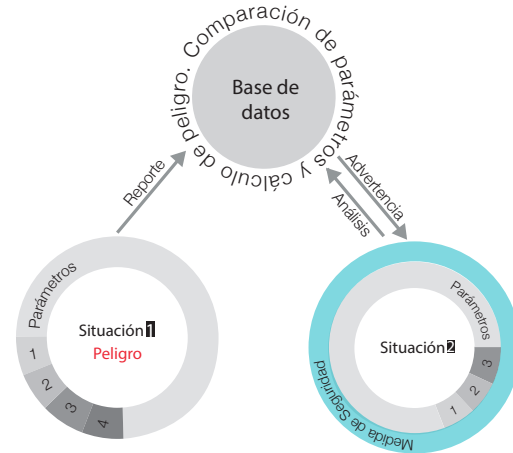 Comparación de parámetros y cálculo de peligro.
Base de
datos
Reporte
Advertencia
Análisis
Parámetros
1
2
3
4
Situación 1
Peligro
Parámetros
3
2
1
Situación 2
Medida de Seguridad